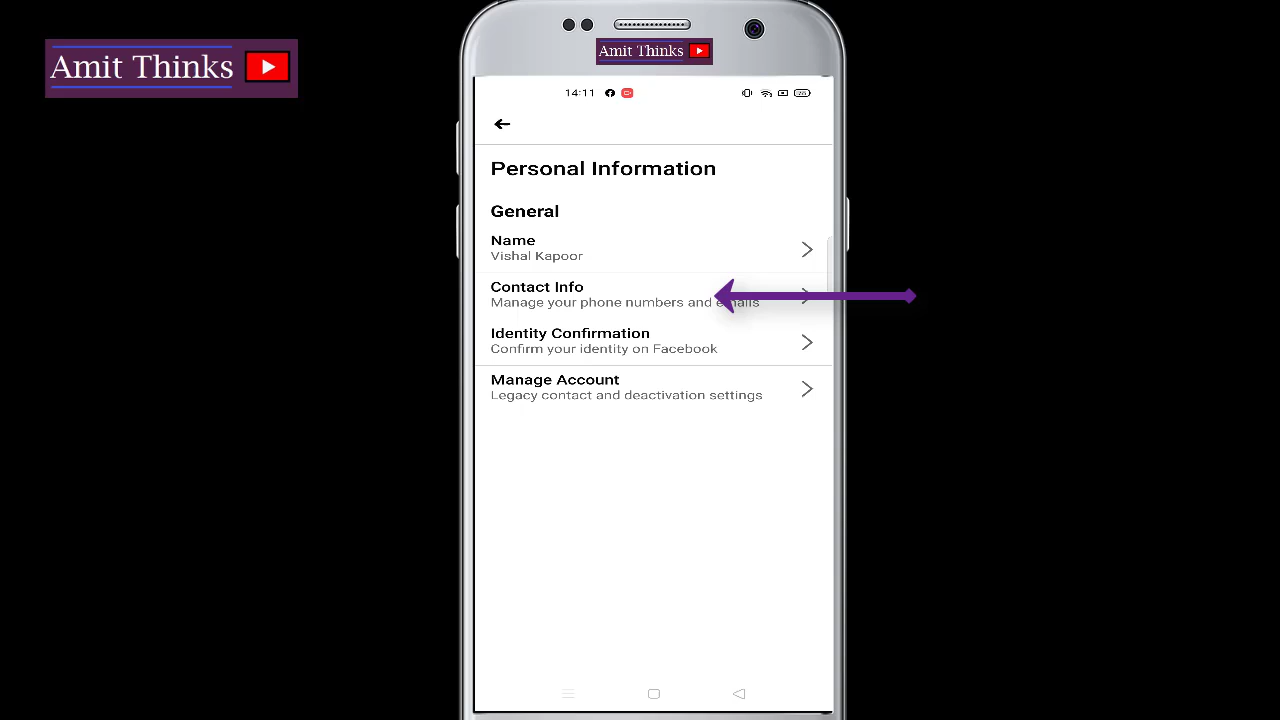 Amit Thinks
Amit Thinks
14:11
Personal Information
General
Name
Vishal Kapoor
Contact Info
Manage your phone numbers and emails
Identity Confirmation
Confirm your identity on Facebook
Manage Account
Legacy contact and deactivation settings